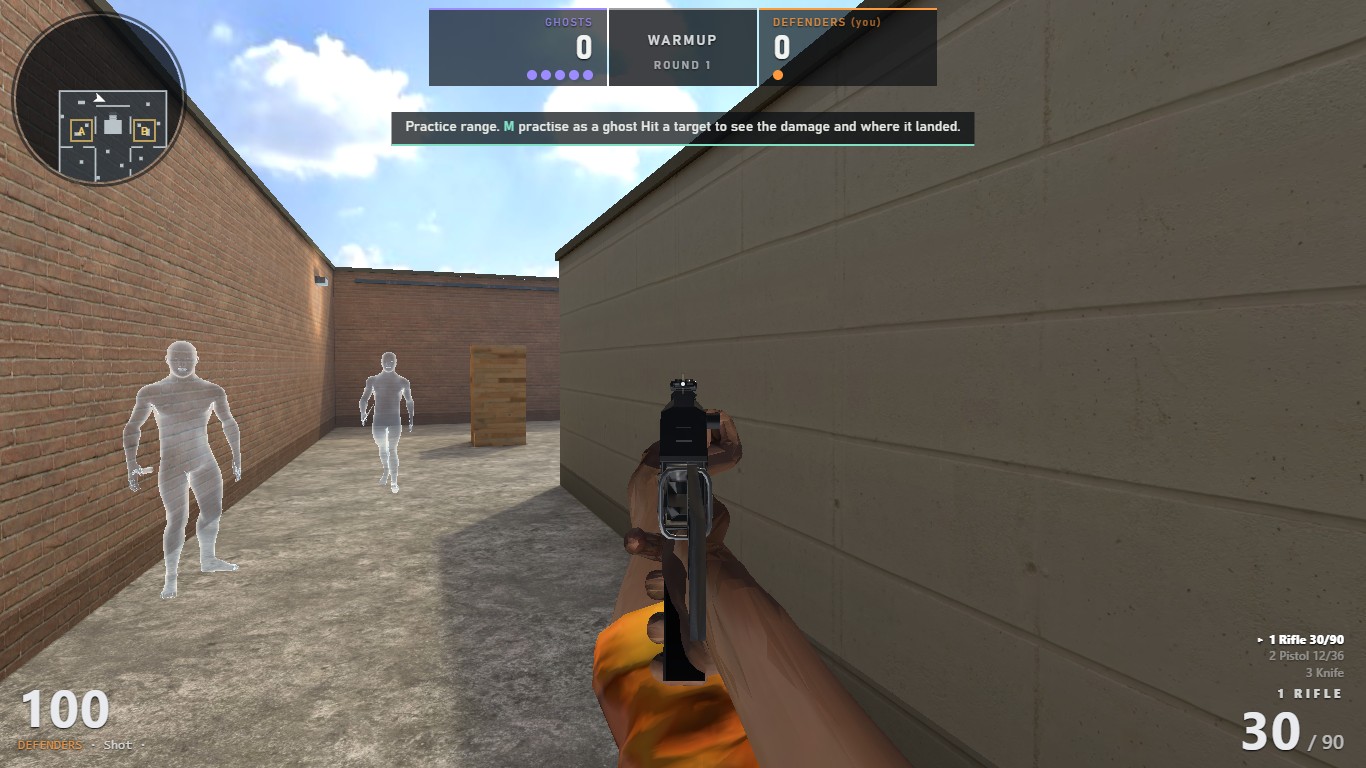 GHOSTS
0
WARMUP
ROUND 1
DEFENDERS (you)
0
Practice range. M practise as a ghost Hit a target to see the damage and where it landed.
A
B
100
DEFENDERS · Shot ·
▸ 1 Rifle 30/90
2 Pistol 12/36
3 Knife
1 RIFLE
30 / 90